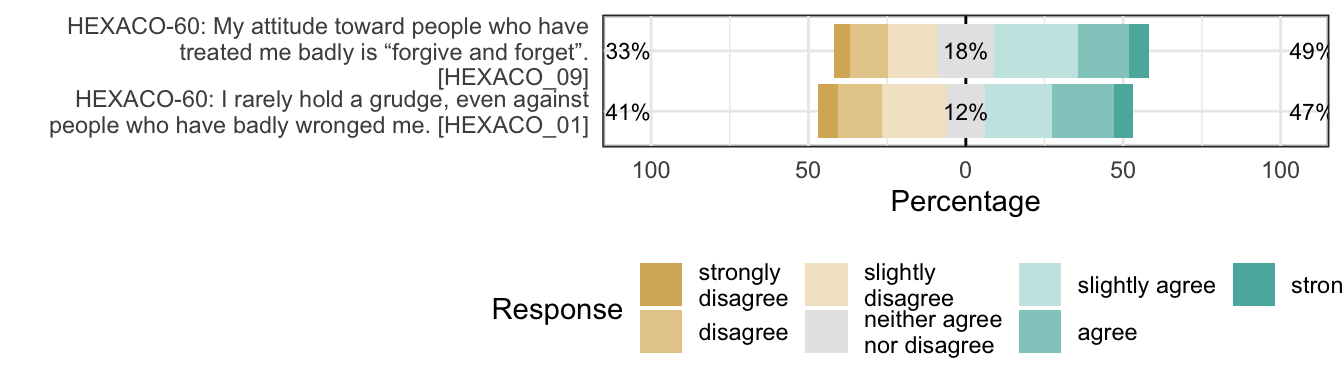 HEXACO-60: My attitude toward people who have
treated me badly is “forgive and forget”.
[HEXACO_09]
33%
18%
49%
HEXACO-60: I rarely hold a grudge, even against
people who have badly wronged me. [HEXACO_01]
41%
12%
47%
100
50
0
50
100
Percentage
Response
strongly
disagree
disagree
slightly
disagree
neither agree
nor disagree
slightly agree
agree
stron